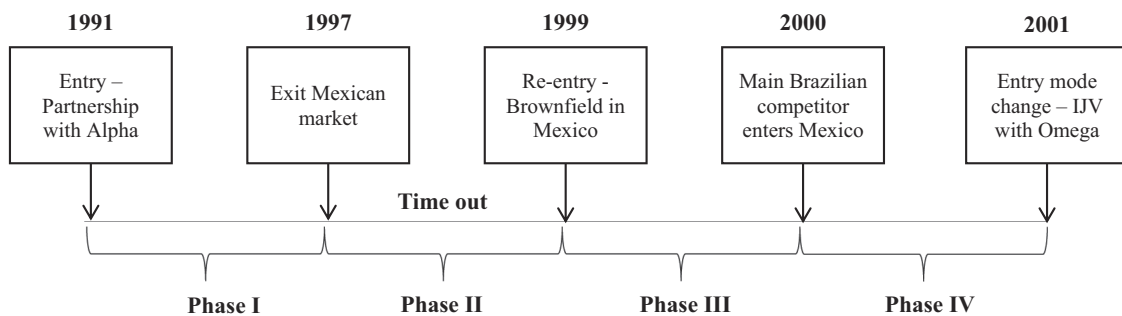 1991
1997
1999
2000
2001
Entry –
Partnership
with Alpha
Exit Mexican
market
Re-entry -
Brownfield in
Mexico
Main Brazilian
competitor
enters Mexico
Entry mode
change – IJV
with Omega
Time out
Phase I
Phase II
Phase III
Phase IV